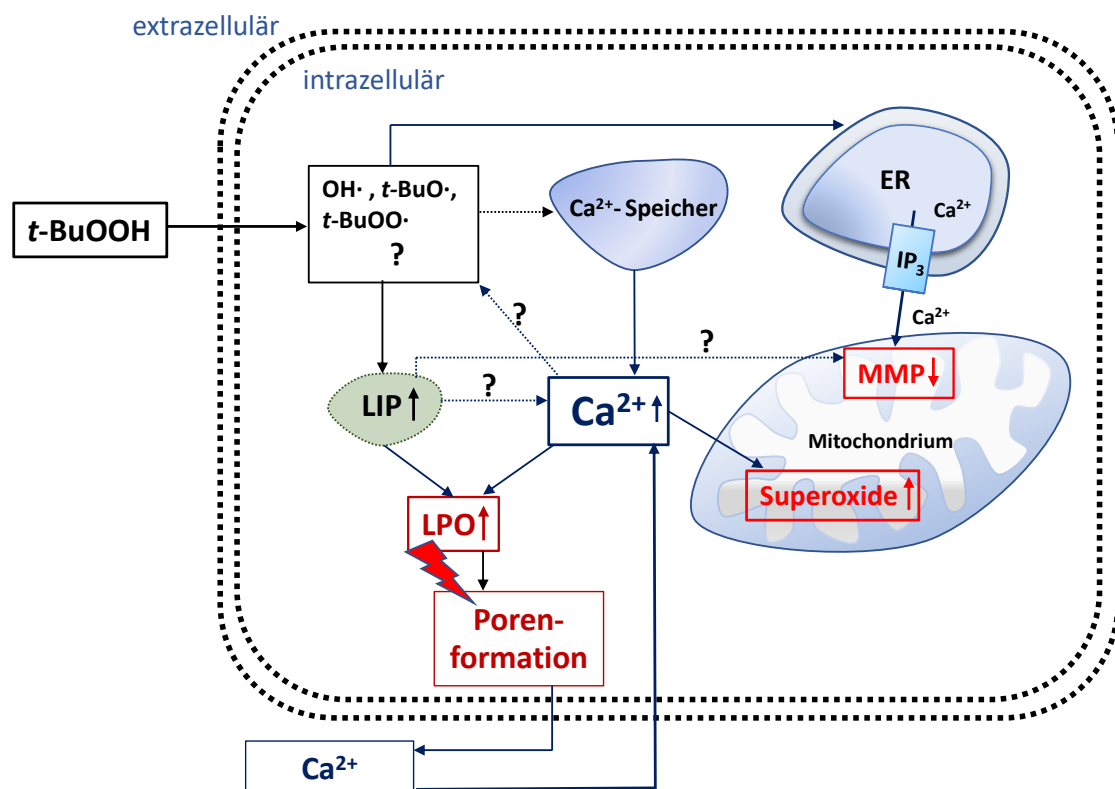 extrazellulär
intrazellulär
t-BuOOH
OH· , t-BuO·,
t-BuOO·
?
Ca²⁺- Speicher
ER
Ca²⁺
IP₃
Ca²⁺
?
?
?
LIP ↑
Ca²⁺ ↑
MMP ↓
Mitochondrium
Superoxide ↑
LPO ↑
Poren-
formation
Ca²⁺